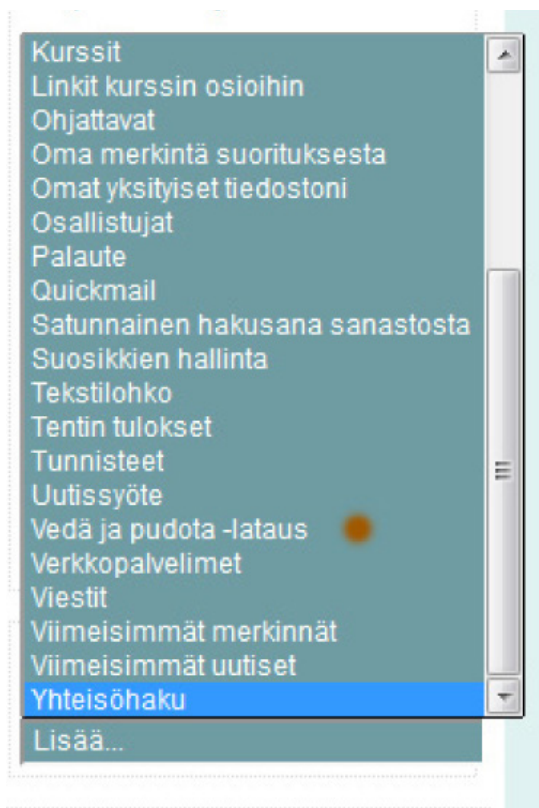 Kurssit
Linkit kurssin osioihin
Ohjattavat
Oma merkintä suorituksesta
Omat yksityiset tiedostoni
Osallistujat
Palaute
Quickmail
Satunnainen hakusana sanastosta
Suosikkien hallinta
Tekstilohko
Tentin tulokset
Tunnisteet
Uutissyöte
Vedä ja pudota -lataus
Verkkopalvelimet
Viestit
Viimeisimmät merkinnät
Viimeisimmät uutiset
Yhteisöhaku
Lisää...